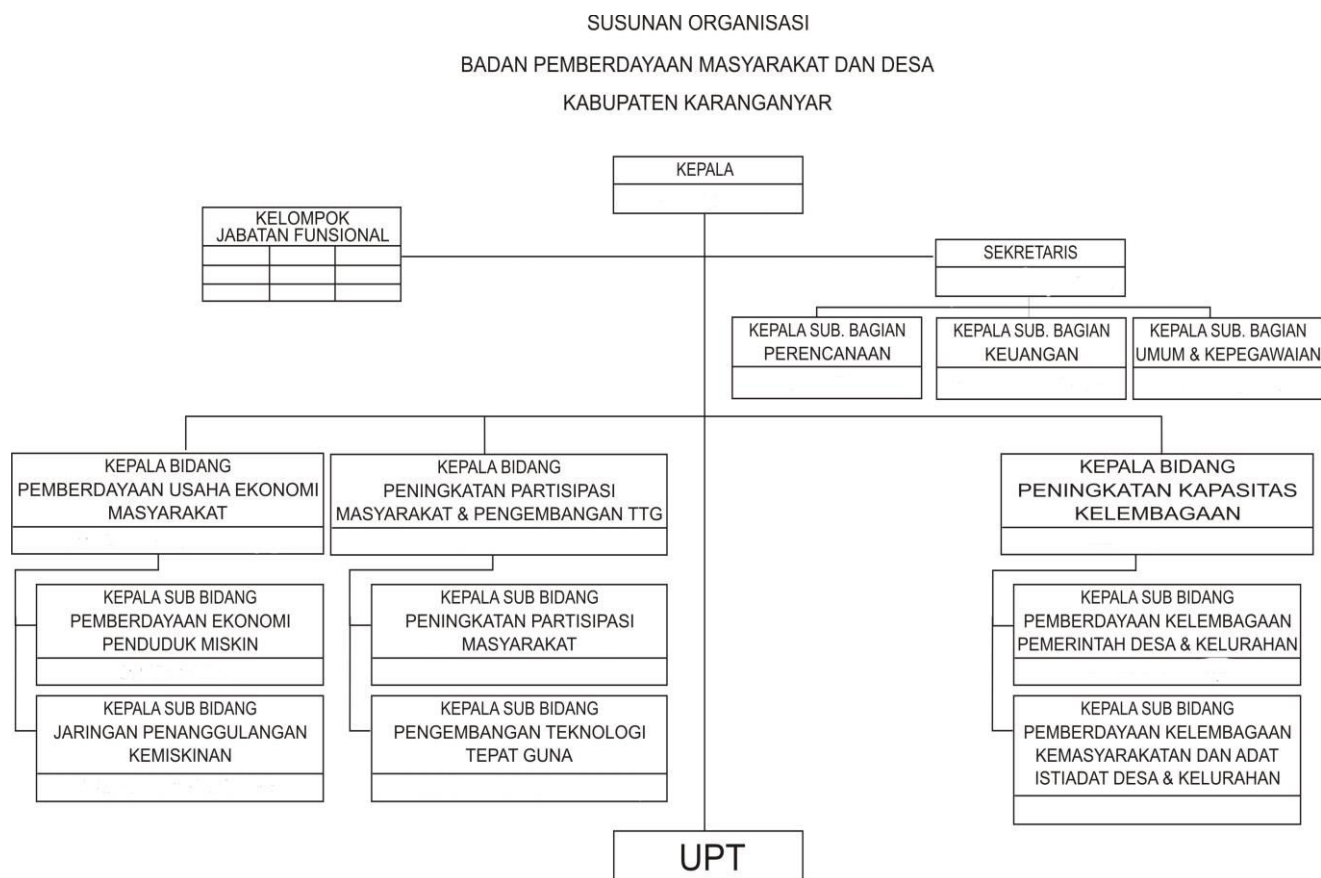 SUSUNAN ORGANISASI
BADAN PEMBERDAYAAN MASYARAKAT DAN DESA
KABUPATEN KARANGANYAR
KEPALA
KELOMPOK
JABATAN FUNSIONAL
SEKRETARIS
KEPALA SUB. BAGIAN
PERENCANAAN
KEPALA SUB. BAGIAN
KEUANGAN
KEPALA SUB. BAGIAN
UMUM & KEPEGAWAIAN
KEPALA BIDANG
PEMBERDAYAAN USAHA EKONOMI
MASYARAKAT
KEPALA BIDANG
PENINGKATAN PARTISIPASI
MASYARAKAT & PENGEMBANGAN TTG
KEPALA BIDANG
PENINGKATAN KAPASITAS
KELEMBAGAAN
KEPALA SUB BIDANG
PEMBERDAYAAN EKONOMI
PENDUDUK MISKIN
KEPALA SUB BIDANG
PENINGKATAN PARTISIPASI
MASYARAKAT
KEPALA SUB BIDANG
PEMBERDAYAAN KELEMBAGAAN
PEMERINTAH DESA & KELURAHAN
KEPALA SUB BIDANG
JARINGAN PENANGGULANGAN
KEMISKINAN
KEPALA SUB BIDANG
PENGEMBANGAN TEKNOLOGI
TEPAT GUNA
KEPALA SUB BIDANG
PEMBERDAYAAN KELEMBAGAAN
KEMASYARAKATAN DAN ADAT
ISTIADAT DESA & KELURAHAN
UPT